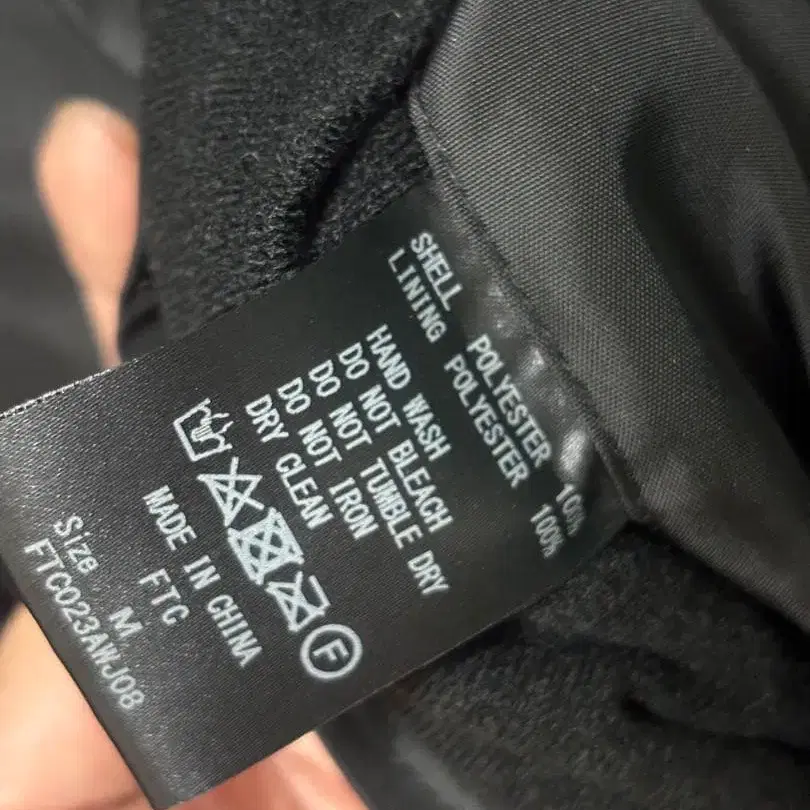 SHELL POLYESTER 100%
LINING POLYESTER 100%
HAND WASH
DO NOT BLEACH
DO NOT TUMBLE DRY
DO NOT IRON
DRY CLEAN
F
MADE IN CHINA
FTC
Size M
FTC023AWJ08